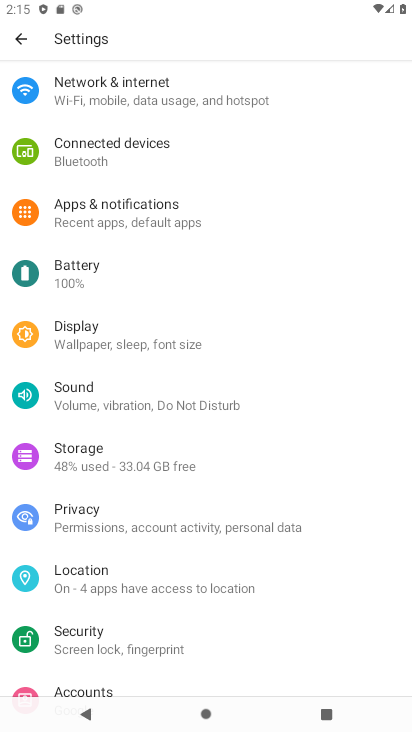 2:15
Settings
Network & internet
Wi-Fi, mobile, data usage, and hotspot
Connected devices
Bluetooth
Apps & notifications
Recent apps, default apps
Battery
100%
Display
Wallpaper, sleep, font size
Sound
Volume, vibration, Do Not Disturb
Storage
48% used - 33.04 GB free
Privacy
Permissions, account activity, personal data
Location
On - 4 apps have access to location
Security
Screen lock, fingerprint
Accounts